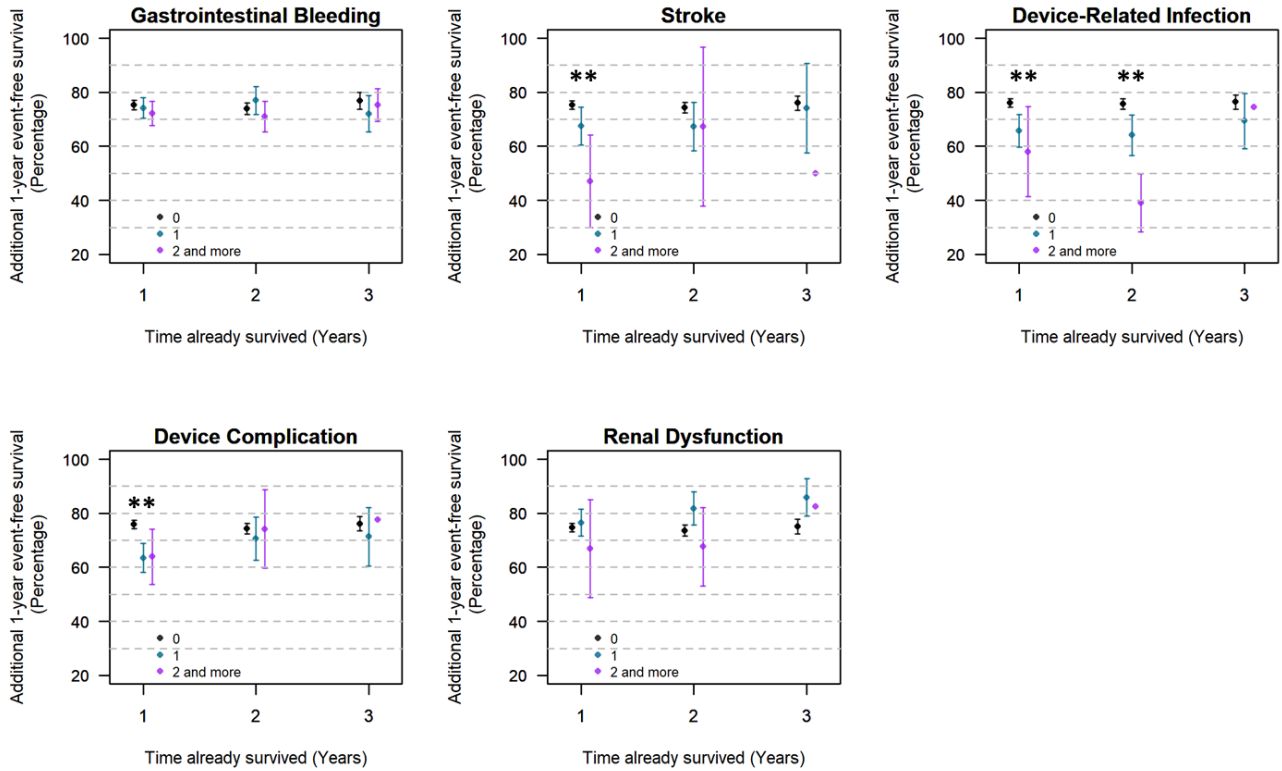 Gastrointestinal Bleeding
Additional 1-year event-free survival
(Percentage)
100
80
60
40
20
0
1
2 and more
1 2 3
Time already survived (Years)
Stroke
Additional 1-year event-free survival
(Percentage)
100
80
60
40
20
**
0
1
2 and more
1 2 3
Time already survived (Years)
Device-Related Infection
Additional 1-year event-free survival
(Percentage)
100
80
60
40
20
** **
0
1
2 and more
1 2 3
Time already survived (Years)
Device Complication
Additional 1-year event-free survival
(Percentage)
100
80
60
40
20
**
0
1
2 and more
1 2 3
Time already survived (Years)
Renal Dysfunction
Additional 1-year event-free survival
(Percentage)
100
80
60
40
20
0
1
2 and more
1 2 3
Time already survived (Years)